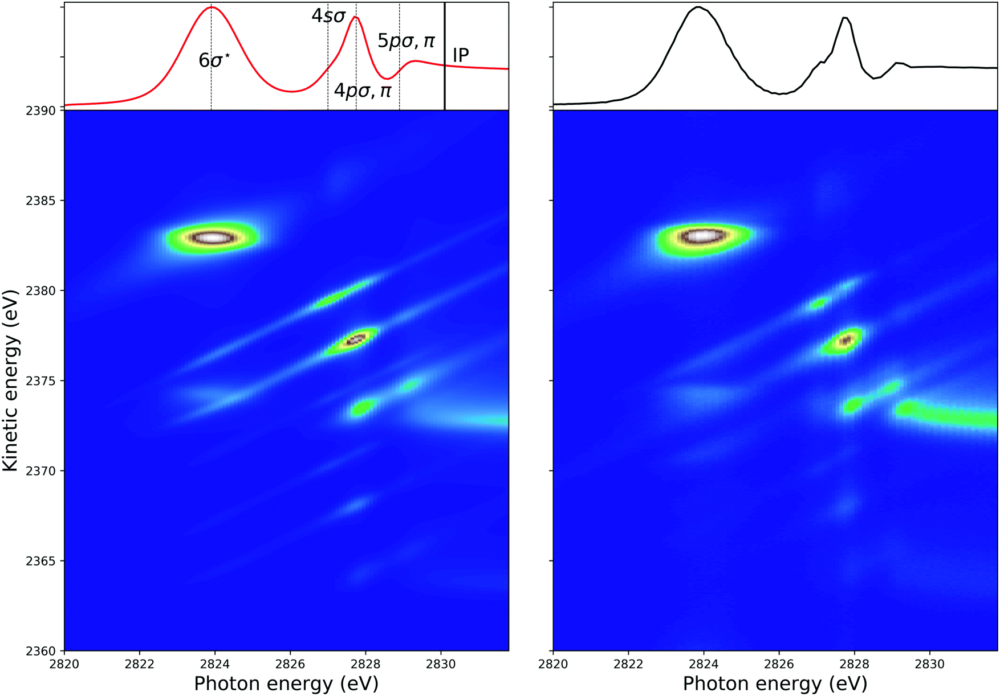 4sσ
5pσ, π
IP
6σ⋆
4pσ, π
2390
2385
2380
2375
2370
2365
2360
Kinetic energy (eV)
2820 2822 2824 2826 2828 2830
Photon energy (eV)
2820 2822 2824 2826 2828 2830
Photon energy (eV)